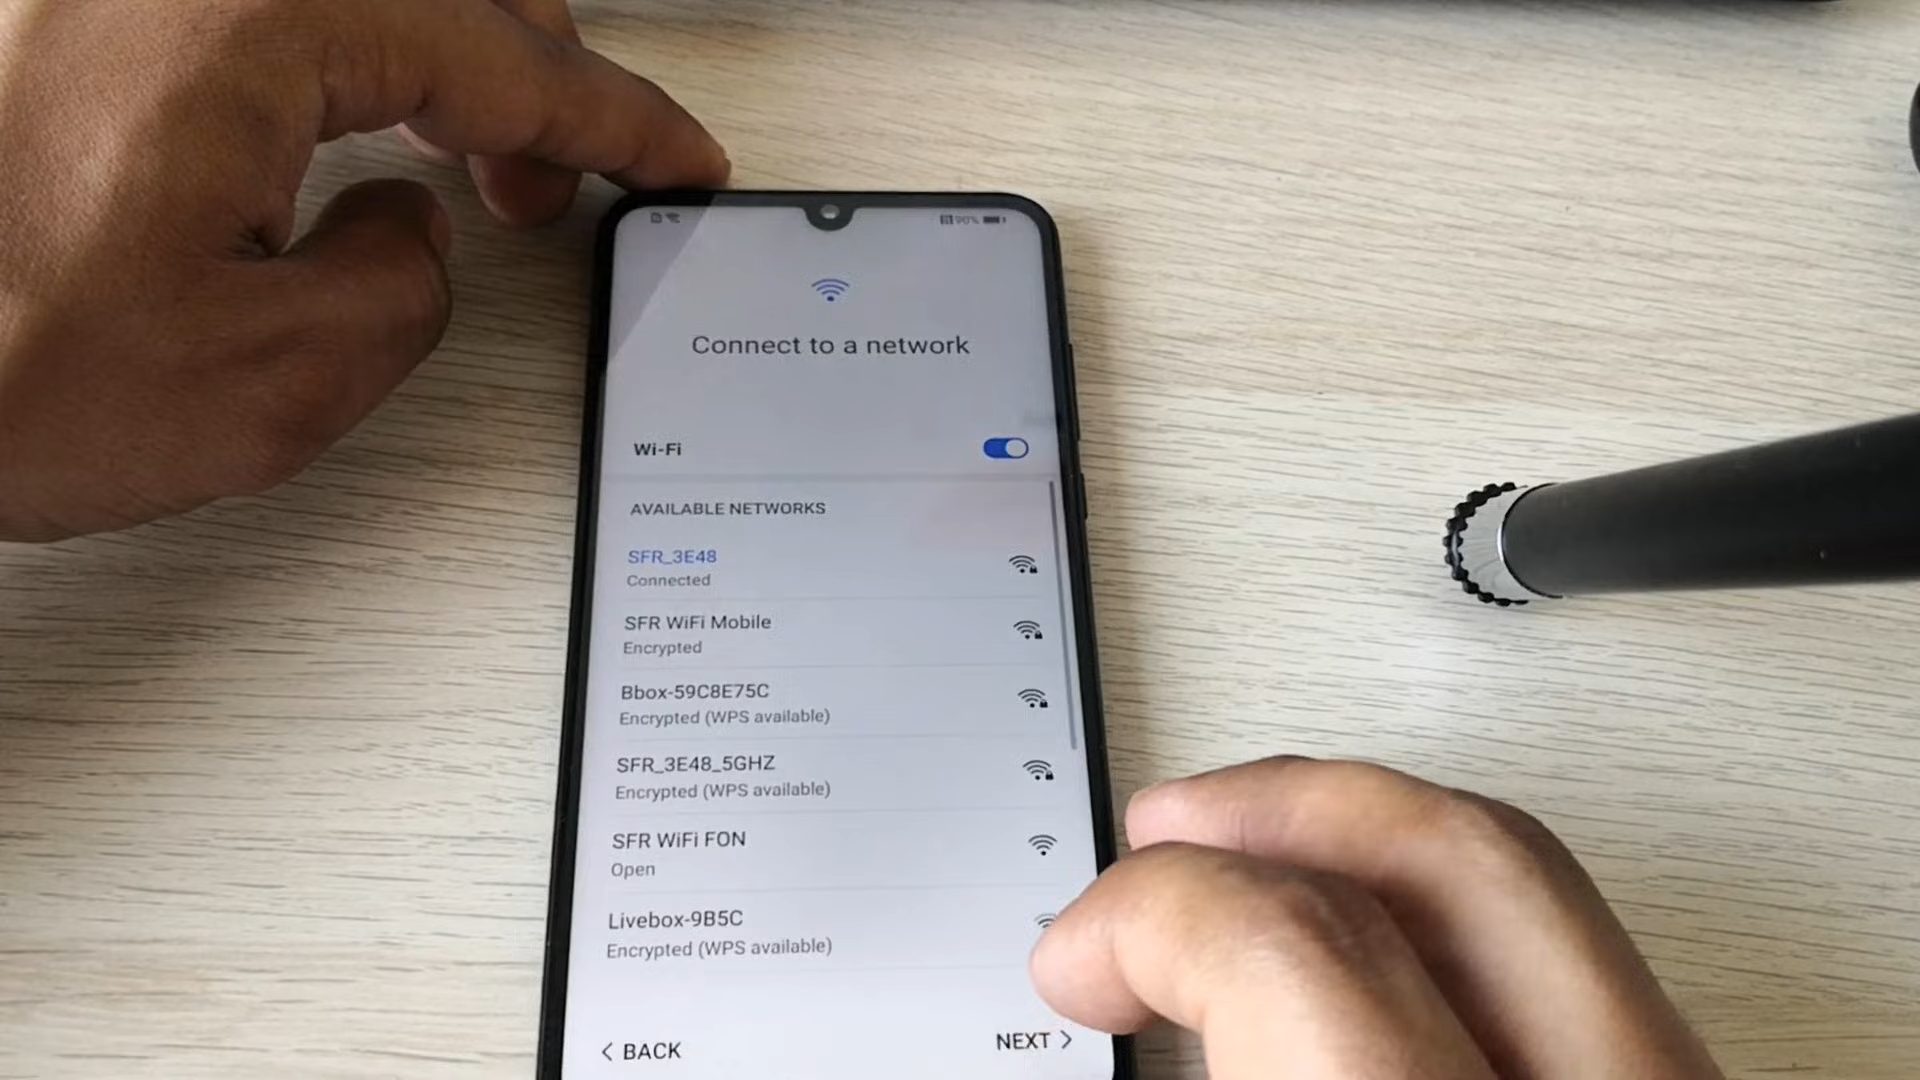 90%
Connect to a network
Wi-Fi
AVAILABLE NETWORKS
SFR_3E48
Connected
SFR WiFi Mobile
Encrypted
Bbox-59C8E75C
Encrypted (WPS available)
SFR_3E48_5GHZ
Encrypted (WPS available)
SFR WiFi FON
Open
Livebox-9B5C
Encrypted (WPS available)
< BACK
NEXT >